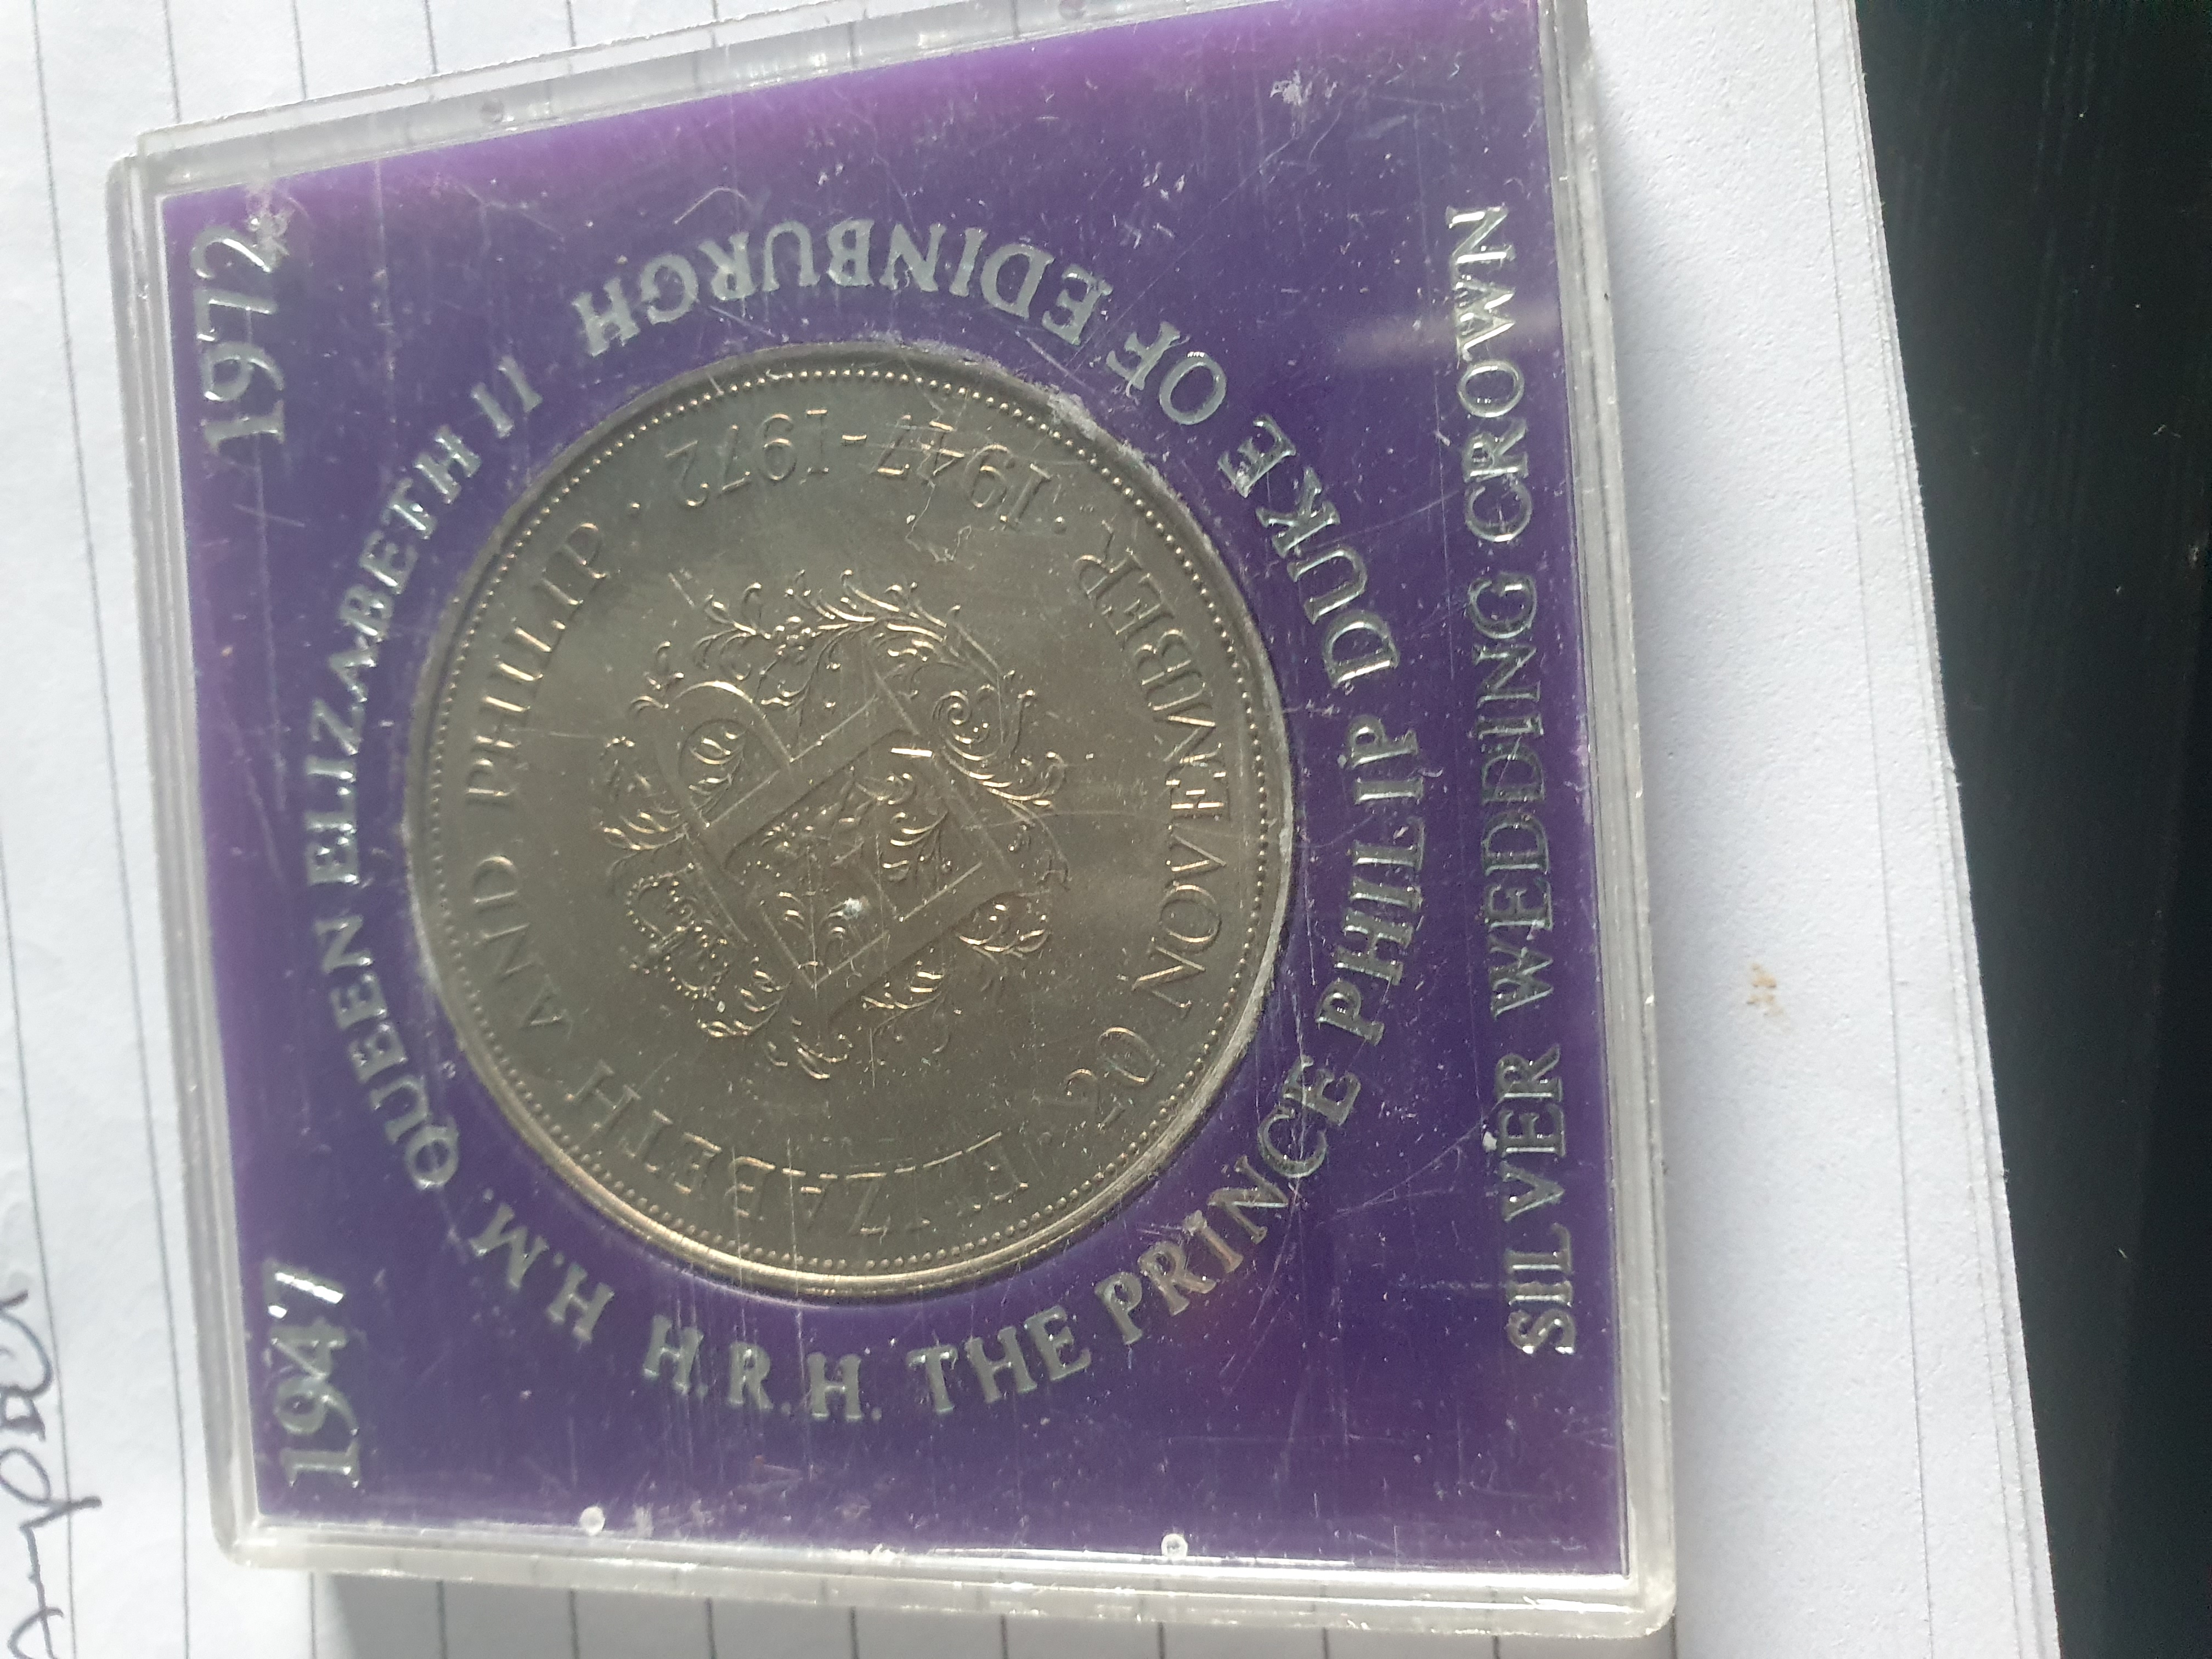 1947 1972
H.M. QUEEN ELIZABETH II
H.R.H. THE PRINCE PHILIP DUKE OF EDINBURGH
SILVER WEDDING CROWN
· ELIZABETH AND PHILIP ·
20 NOVEMBER · 1947-1972